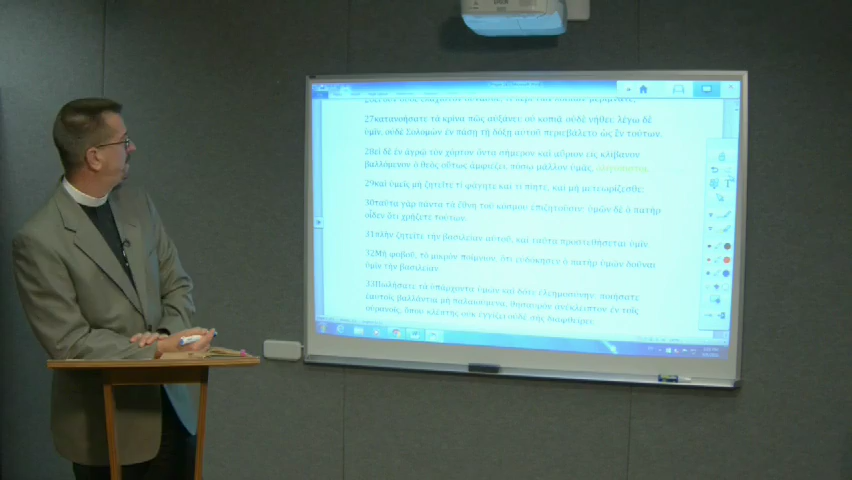 27κατανοήσατε τὰ κρίνα πῶς αὐξάνει· οὐ κοπιᾷ οὐδὲ νήθει· λέγω δὲ
ὑμῖν, οὐδὲ Σολομὼν ἐν πάσῃ τῇ δόξῃ αὐτοῦ περιεβάλετο ὡς ἓν τούτων.
28εἰ δὲ ἐν ἀγρῷ τὸν χόρτον ὄντα σήμερον καὶ αὔριον εἰς κλίβανον
βαλλόμενον ὁ θεὸς οὕτως ἀμφιέζει, πόσῳ μᾶλλον ὑμᾶς, ὀλιγόπιστοι.
29καὶ ὑμεῖς μὴ ζητεῖτε τί φάγητε καὶ τί πίητε, καὶ μὴ μετεωρίζεσθε·
30ταῦτα γὰρ πάντα τὰ ἔθνη τοῦ κόσμου ἐπιζητοῦσιν· ὑμῶν δὲ ὁ πατὴρ
οἶδεν ὅτι χρῄζετε τούτων.
31πλὴν ζητεῖτε τὴν βασιλείαν αὐτοῦ, καὶ ταῦτα προστεθήσεται ὑμῖν.
32Μὴ φοβοῦ, τὸ μικρὸν ποίμνιον, ὅτι εὐδόκησεν ὁ πατὴρ ὑμῶν δοῦναι
ὑμῖν τὴν βασιλείαν.
33Πωλήσατε τὰ ὑπάρχοντα ὑμῶν καὶ δότε ἐλεημοσύνην· ποιήσατε
ἑαυτοῖς βαλλάντια μὴ παλαιούμενα, θησαυρὸν ἀνέκλειπτον ἐν τοῖς
οὐρανοῖς, ὅπου κλέπτης οὐκ ἐγγίζει οὐδὲ σὴς διαφθείρει·